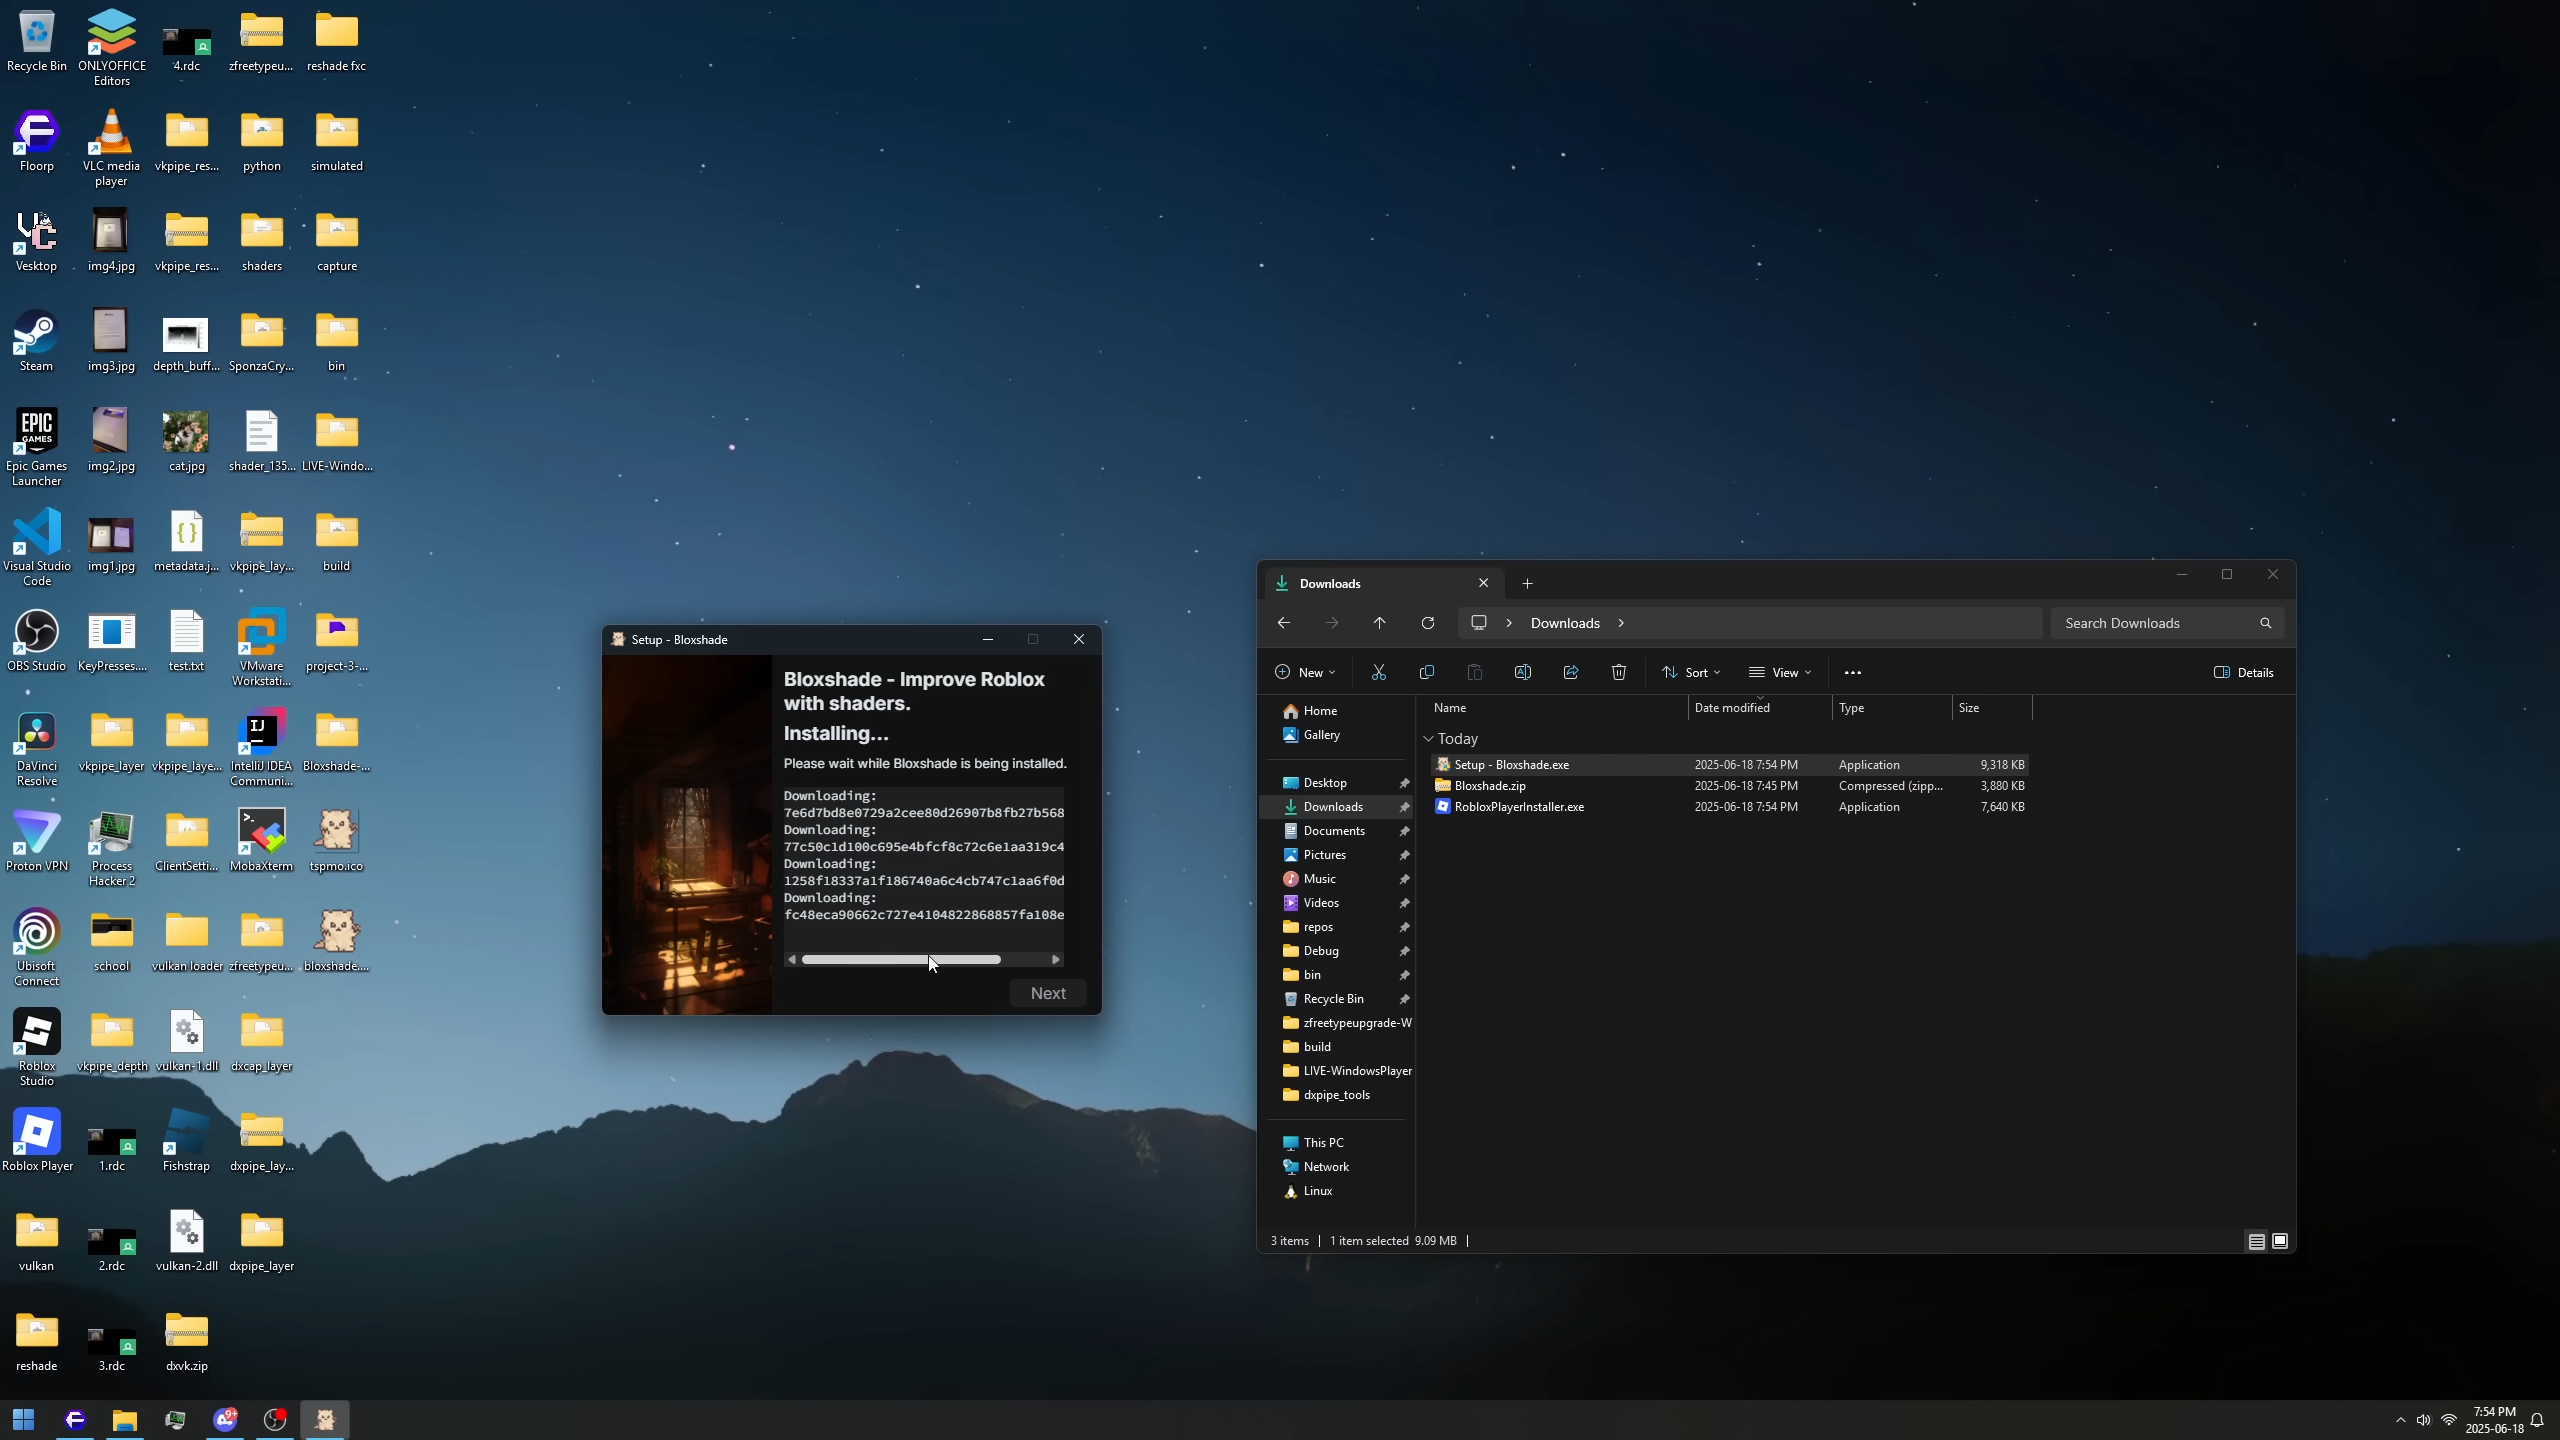 Recycle Bin
ONLYOFFICE
Editors
4.rdc
zfreetypeu...
reshade fxc
Floorp
VLC media
player
vkpipe_res...
python
simulated
Vesktop
img4.jpg
vkpipe_res...
shaders
capture
Steam
img3.jpg
depth_buff...
SponzaCry...
bin
EPIC
GAMES
Epic Games
Launcher
img2.jpg
cat.jpg
shader_135...
LIVE-Windo...
Visual Studio
Code
img1.jpg
metadata.j...
vkpipe_lay...
build
OBS Studio
KeyPresses....
test.txt
VMware
Workstati...
project-3-...
DaVinci
Resolve
vkpipe_layer
vkpipe_laye...
IntelliJ IDEA
Communi...
Bloxshade-...
Proton VPN
Process
Hacker 2
ClientSetti...
MobaXterm
tspmo.ico
Ubisoft
Connect
school
vulkan loader
zfreetypeu...
bloxshade....
Roblox
Studio
vkpipe_depth
vulkan-1.dll
dxcap_layer
Roblox Player
1.rdc
Fishstrap
dxpipe_lay...
vulkan
2.rdc
vulkan-2.dll
dxpipe_layer
reshade
3.rdc
dxvk.zip
Setup - Bloxshade
Bloxshade - Improve Roblox
with shaders.
Installing...
Please wait while Bloxshade is being installed.
Downloading:
7e6d7bd8e0729a2cee80d26907b8fb27b568
Downloading:
77c50c1d100c695e4bfcf8c72c6e1aa319c4
Downloading:
1258f18337a1f186740a6c4cb747c1aa6f0d
Downloading:
fc48eca90662c727e4104822868857fa108e
Next
Downloads
Downloads
Search Downloads
New
Sort
View
Details
Home
Gallery
Desktop
Downloads
Documents
Pictures
Music
Videos
repos
Debug
bin
Recycle Bin
zfreetypeupgrade-W
build
LIVE-WindowsPlayer
dxpipe_tools
This PC
Network
Linux
Name Date modified Type Size
Today
Setup - Bloxshade.exe 2025-06-18 7:54 PM Application 9,318 KB
Bloxshade.zip 2025-06-18 7:45 PM Compressed (zipp... 3,880 KB
RobloxPlayerInstaller.exe 2025-06-18 7:54 PM Application 7,640 KB
3 items 1 item selected 9.09 MB
9+
7:54 PM
2025-06-18